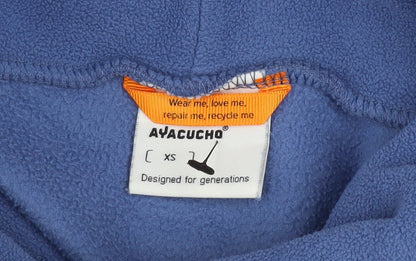 Wear me, love me,
repair me, recycle me
AYACUCHO®
[ XS ]
Designed for generations